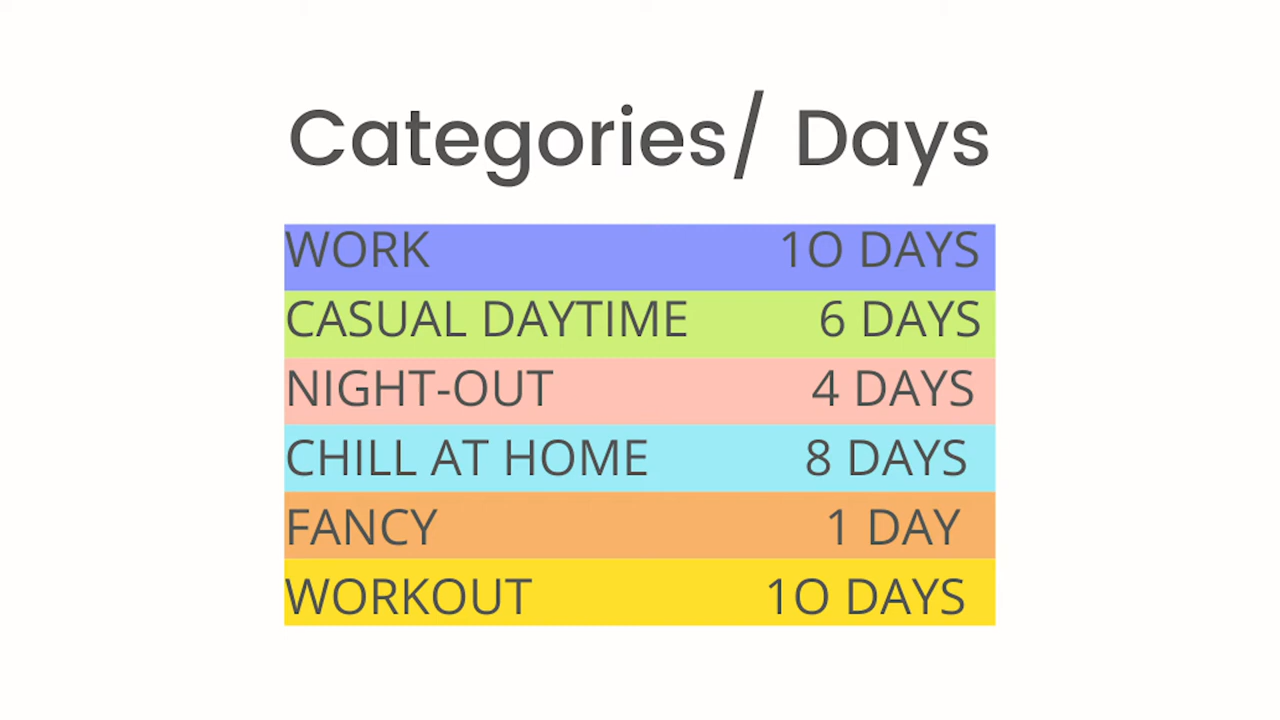 Categories/ Days
WORK 1O DAYS
CASUAL DAYTIME 6 DAYS
NIGHT-OUT 4 DAYS
CHILL AT HOME 8 DAYS
FANCY 1 DAY
WORKOUT 1O DAYS